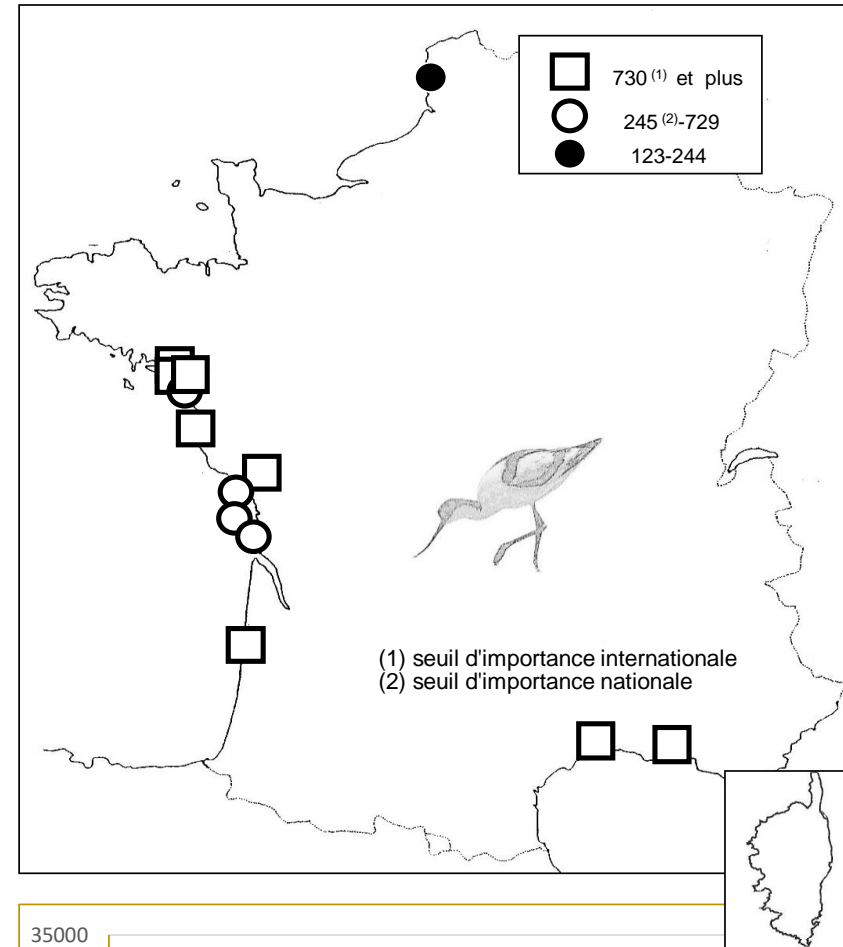 730 (1) et plus
245 (2)-729
123-244
(1) seuil d'importance internationale
(2) seuil d'importance nationale
35000